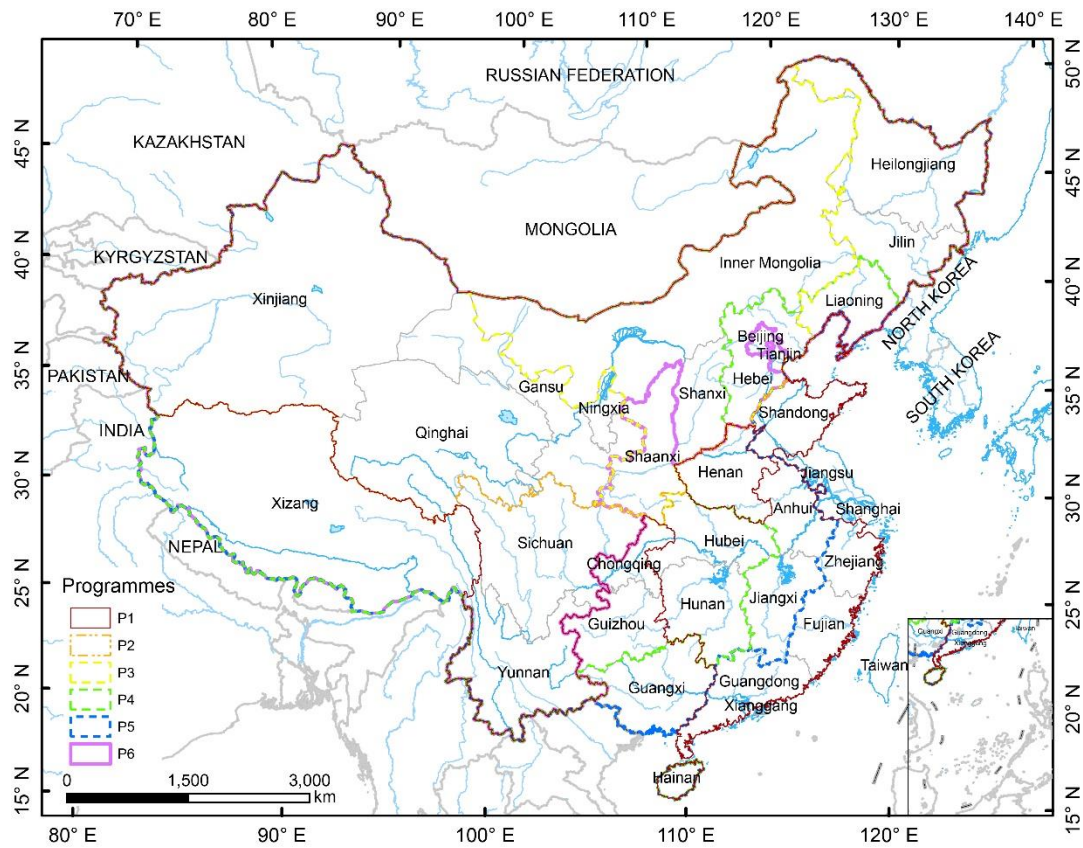 70° E 80° E 90° E 100° E 110° E 120° E 130° E 140° E
50° N
45° N
40° N
35° N
30° N
25° N
20° N
15° N
RUSSIAN FEDERATION
KAZAKHSTAN
Heilongjiang
MONGOLIA
Jilin
KYRGYZSTAN
Inner Mongolia
NORTH KOREA
Xinjiang
Liaoning
Beijing
Tianjin
PAKISTAN
Gansu
Hebei
SOUTH KOREA
Ningxia
Shanxi
Shandong
INDIA
Qinghai
Shaanxi
Henan
Jiangsu
Xizang
Anhui
Shanghai
Sichuan
Hubei
NEPAL
Chongqing
Zhejiang
Hunan
Jiangxi
Guizhou
Fujian
Yunnan
Guangxi
Guangdong
Taiwan
Xianggang
Hainan
Programmes
P1
P2
P3
P4
P5
P6
0 1,500 3,000
km
Guangxi
Guangdong
Xianggang
Taiwan
45° N
40° N
35° N
30° N
25° N
20° N
15° N
80° E 90° E 100° E 110° E 120° E